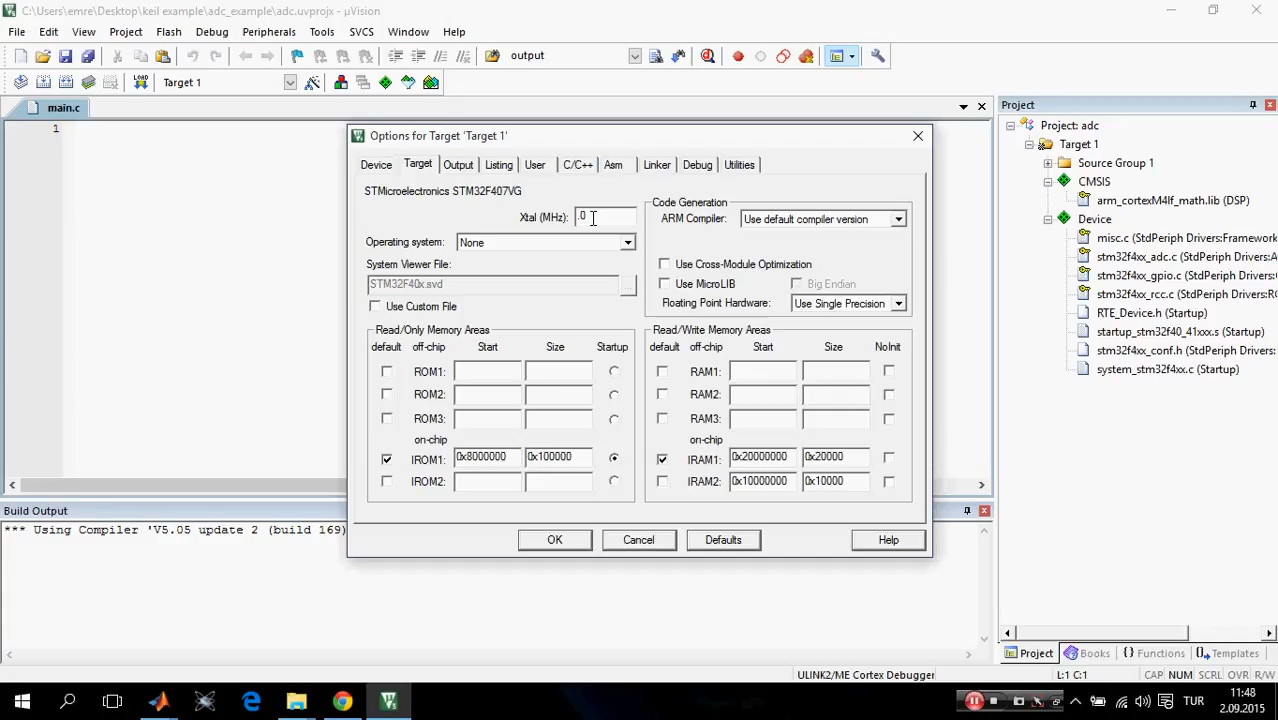 C:\Users\emre\Desktop\keil example\adc_example\adc.uvprojx - µVision
File Edit View Project Flash Debug Peripherals Tools SVCS Window Help
output
LOAD Target 1
main.c
Project
1
Project: adc
Target 1
Source Group 1
CMSIS
arm_cortexM4lf_math.lib (DSP)
Device
misc.c (StdPeriph Drivers:Framework
stm32f4xx_adc.c (StdPeriph Drivers:A
stm32f4xx_gpio.c (StdPeriph Drivers:
stm32f4xx_rcc.c (StdPeriph Drivers:R
RTE_Device.h (Startup)
startup_stm32f40_41xxx.s (Startup)
stm32f4xx_conf.h (StdPeriph Drivers:
system_stm32f4xx.c (Startup)
Options for Target 'Target 1'
Device Target Output Listing User C/C++ Asm Linker Debug Utilities
STMicroelectronics STM32F407VG
Xtal (MHz): .0
Operating system: None
System Viewer File:
STM32F40x.svd ...
Use Custom File
Code Generation
ARM Compiler: Use default compiler version
Use Cross-Module Optimization
Use MicroLIB Big Endian
Floating Point Hardware: Use Single Precision
Read/Only Memory Areas
default off-chip Start Size Startup
ROM1:
ROM2:
ROM3:
on-chip
IROM1: 0x8000000 0x100000
IROM2:
Read/Write Memory Areas
default off-chip Start Size NoInit
RAM1:
RAM2:
RAM3:
on-chip
IRAM1: 0x20000000 0x20000
IRAM2: 0x10000000 0x10000
OK Cancel Defaults Help
Build Output
*** Using Compiler 'V5.05 update 2 (build 169)
Project Books {} Functions Templates
ULINK2/ME Cortex Debugger L:1 C:1 CAP NUM SCRL OVR R/W
TUR
11:48
2.09.2015